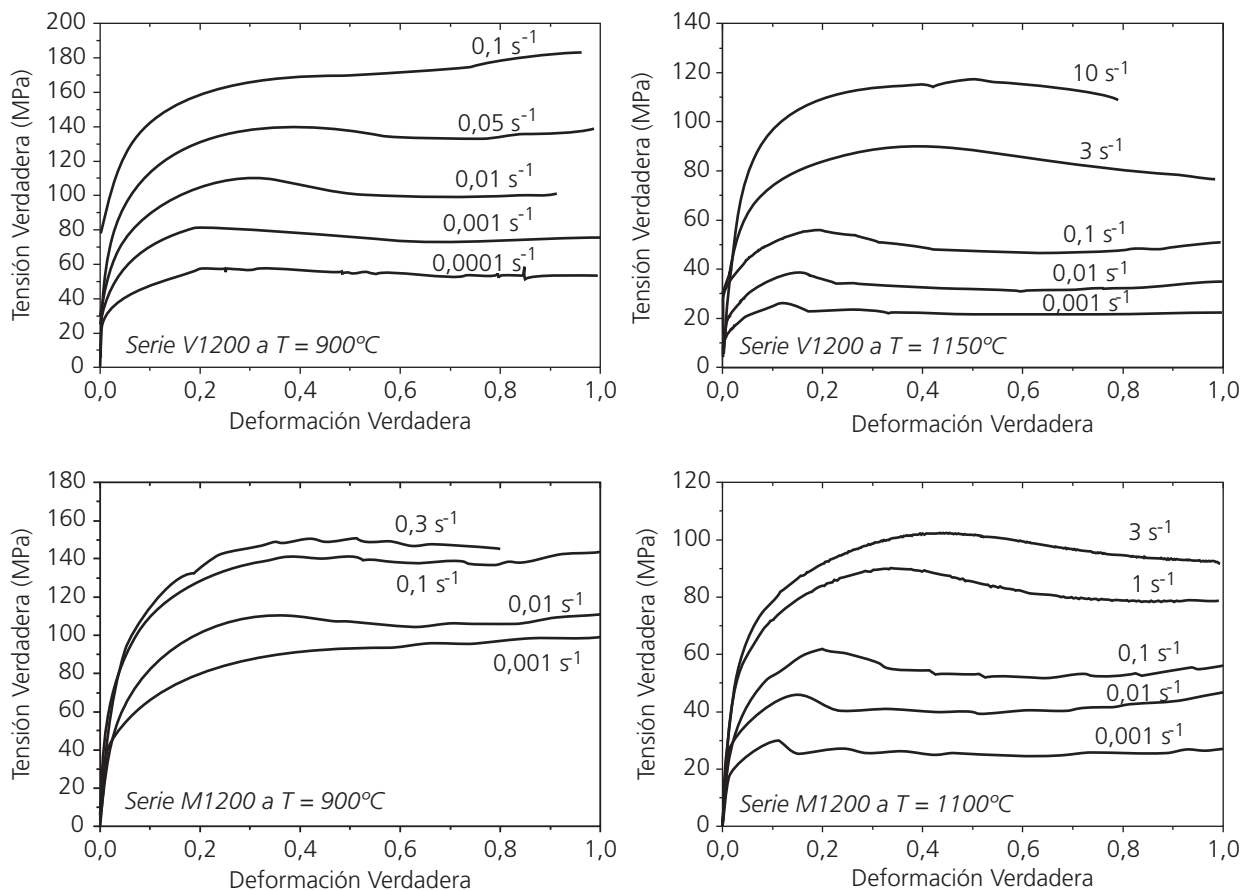 Tensión Verdadera (MPa)
200
180
160
140
120
100
80
60
40
20
0
0,1 s-1
0,05 s-1
0,01 s-1
0,001 s-1
0,0001 s-1
Serie V1200 a T = 900ºC
0,0 0,2 0,4 0,6 0,8 1,0
Deformación Verdadera
Tensión Verdadera (MPa)
140
120
100
80
60
40
20
0
10 s-1
3 s-1
0,1 s-1
0,01 s-1
0,001 s-1
Serie V1200 a T = 1150ºC
0,0 0,2 0,4 0,6 0,8 1,0
Deformación Verdadera
Tensión Verdadera (MPa)
180
160
140
120
100
80
60
40
20
0
0,3 s-1
0,1 s-1
0,01 s-1
0,001 s-1
Serie M1200 a T = 900ºC
0,0 0,2 0,4 0,6 0,8 1,0
Deformación Verdadera
Tensión Verdadera (MPa)
120
100
80
60
40
20
0
3 s-1
1 s-1
0,1 s-1
0,01 s-1
0,001 s-1
Serie M1200 a T = 1100ºC
0,0 0,2 0,4 0,6 0,8 1,0
Deformación Verdadera